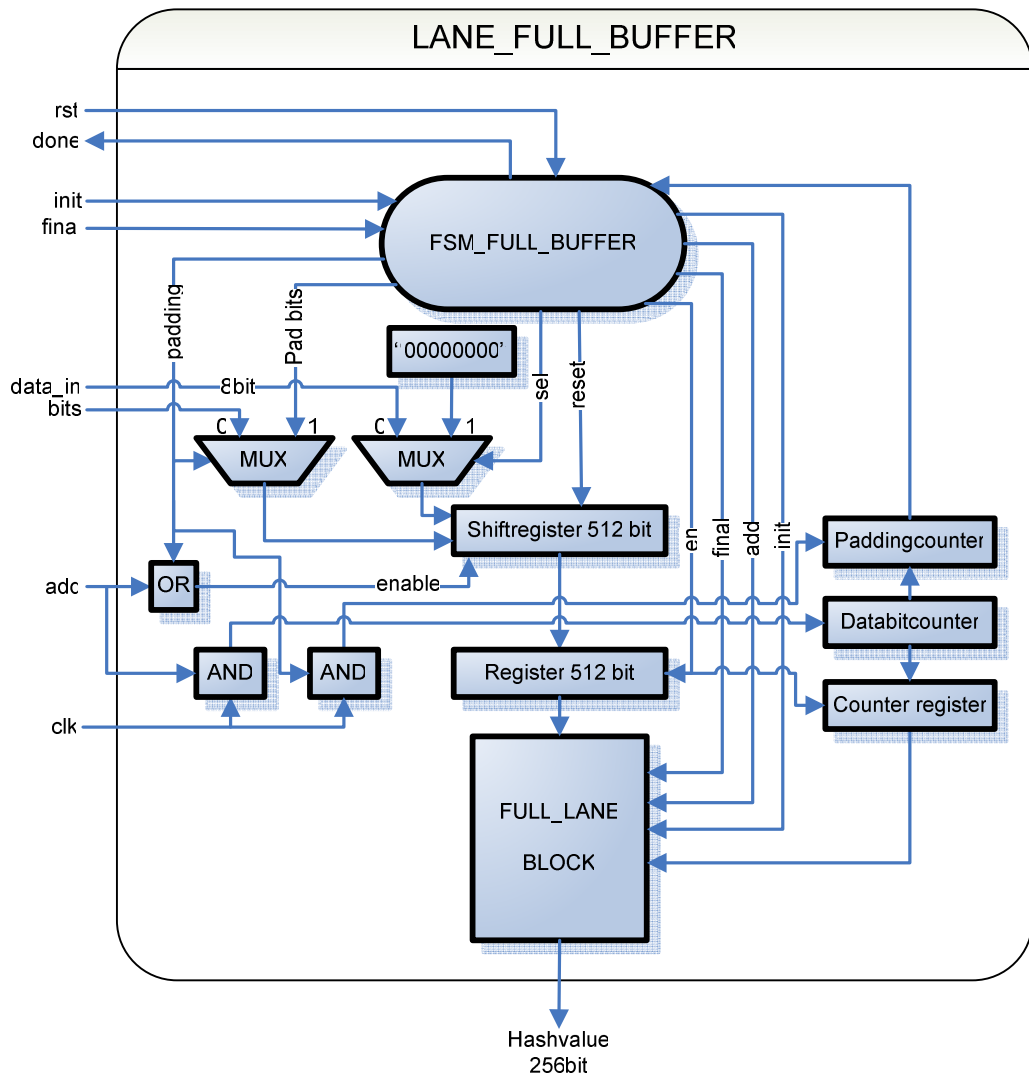 LANE_FULL_BUFFER
rst
done
init
fina
FSM_FULL_BUFFER
padding
Pad bits
"00000000"
sel
reset
data_in
8bit
bits
0
1
0
1
MUX
MUX
Shiftregister 512 bit
en
final
add
init
Paddingcounter
add
OR
enable
Databitcounter
AND
AND
Register 512 bit
Counter register
clk
FULL_LANE
BLOCK
Hashvalue
256bit